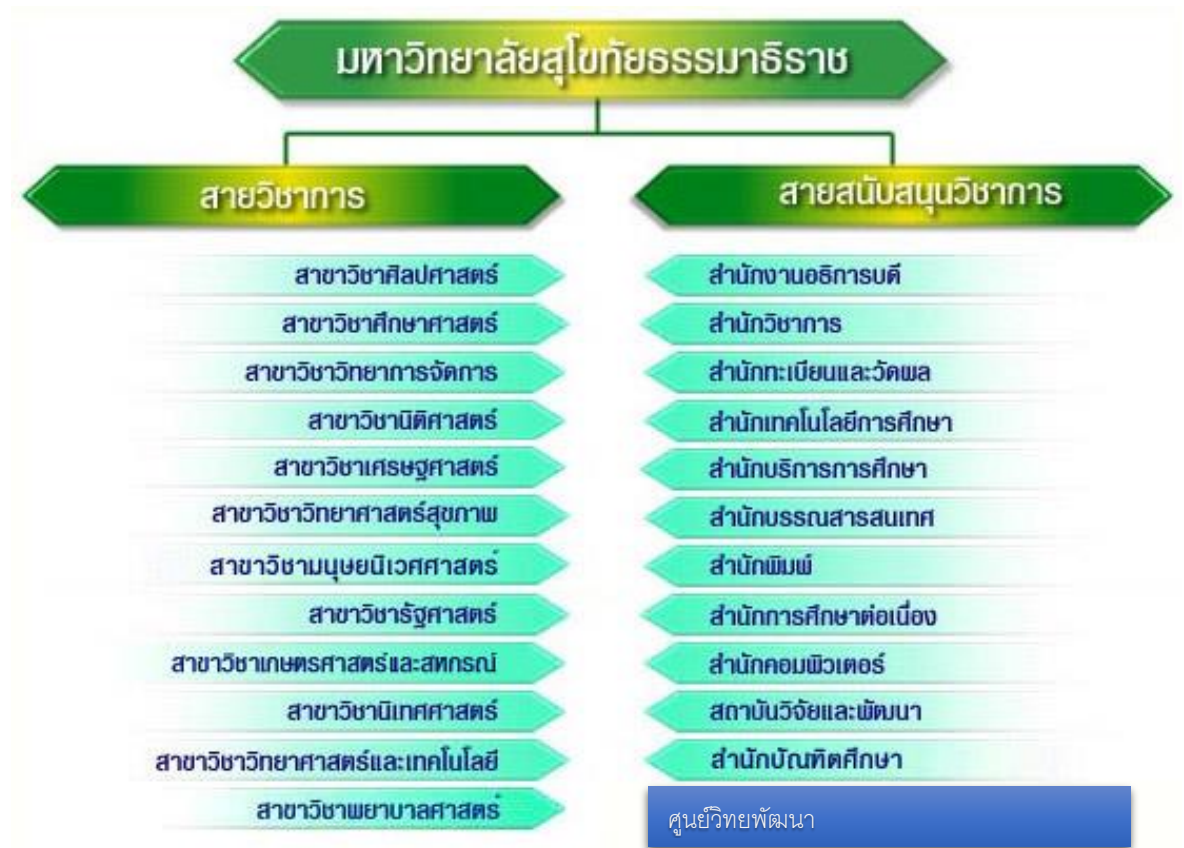 มหาวิทยาลัยสุโขทัยธรรมาธิราช
สายวิชาการ
สาขาวิชาศิลปศาสตร์
สาขาวิชาศึกษาศาสตร์
สาขาวิชาวิทยาการจัดการ
สาขาวิชานิติศาสตร์
สาขาวิชาเศรษฐศาสตร์
สาขาวิชาวิทยาศาสตร์สุขภาพ
สาขาวิชามนุษยนิเวศศาสตร์
สาขาวิชารัฐศาสตร์
สาขาวิชาเกษตรศาสตร์และสหกรณ์
สาขาวิชานิเทศศาสตร์
สาขาวิชาวิทยาศาสตร์และเทคโนโลยี
สาขาวิชาพยาบาลศาสตร์
สายสนับสนุนวิชาการ
สำนักงานอธิการบดี
สำนักวิชาการ
สำนักทะเบียนและวัดผล
สำนักเทคโนโลยีการศึกษา
สำนักบริการการศึกษา
สำนักบรรณสารสนเทศ
สำนักพิมพ์
สำนักการศึกษาต่อเนื่อง
สำนักคอมพิวเตอร์
สถาบันวิจัยและพัฒนา
สำนักบัณฑิตศึกษา
ศูนย์วิทยพัฒนา